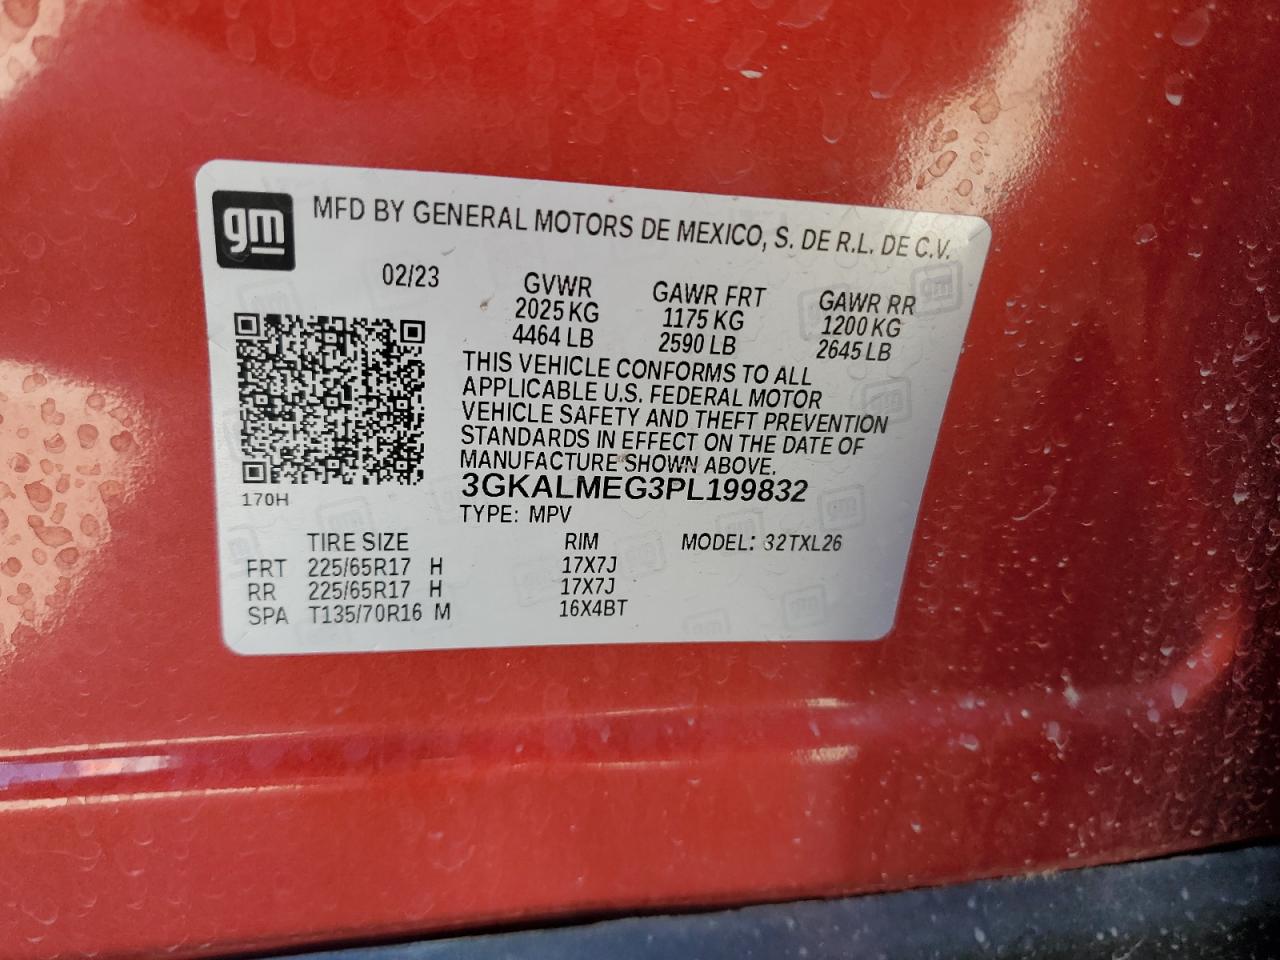 gm
MFD BY GENERAL MOTORS DE MEXICO, S. DE R.L. DE C.V.
02/23 GVWR GAWR FRT GAWR RR
2025 KG 1175 KG 1200 KG
4464 LB 2590 LB 2645 LB
THIS VEHICLE CONFORMS TO ALL
APPLICABLE U.S. FEDERAL MOTOR
VEHICLE SAFETY AND THEFT PREVENTION
STANDARDS IN EFFECT ON THE DATE OF
MANUFACTURE SHOWN ABOVE.
170H
3GKALMEG3PL199832
TYPE: MPV
TIRE SIZE RIM MODEL: 32TXL26
FRT 225/65R17 H 17X7J
RR 225/65R17 H 17X7J
SPA T135/70R16 M 16X4BT